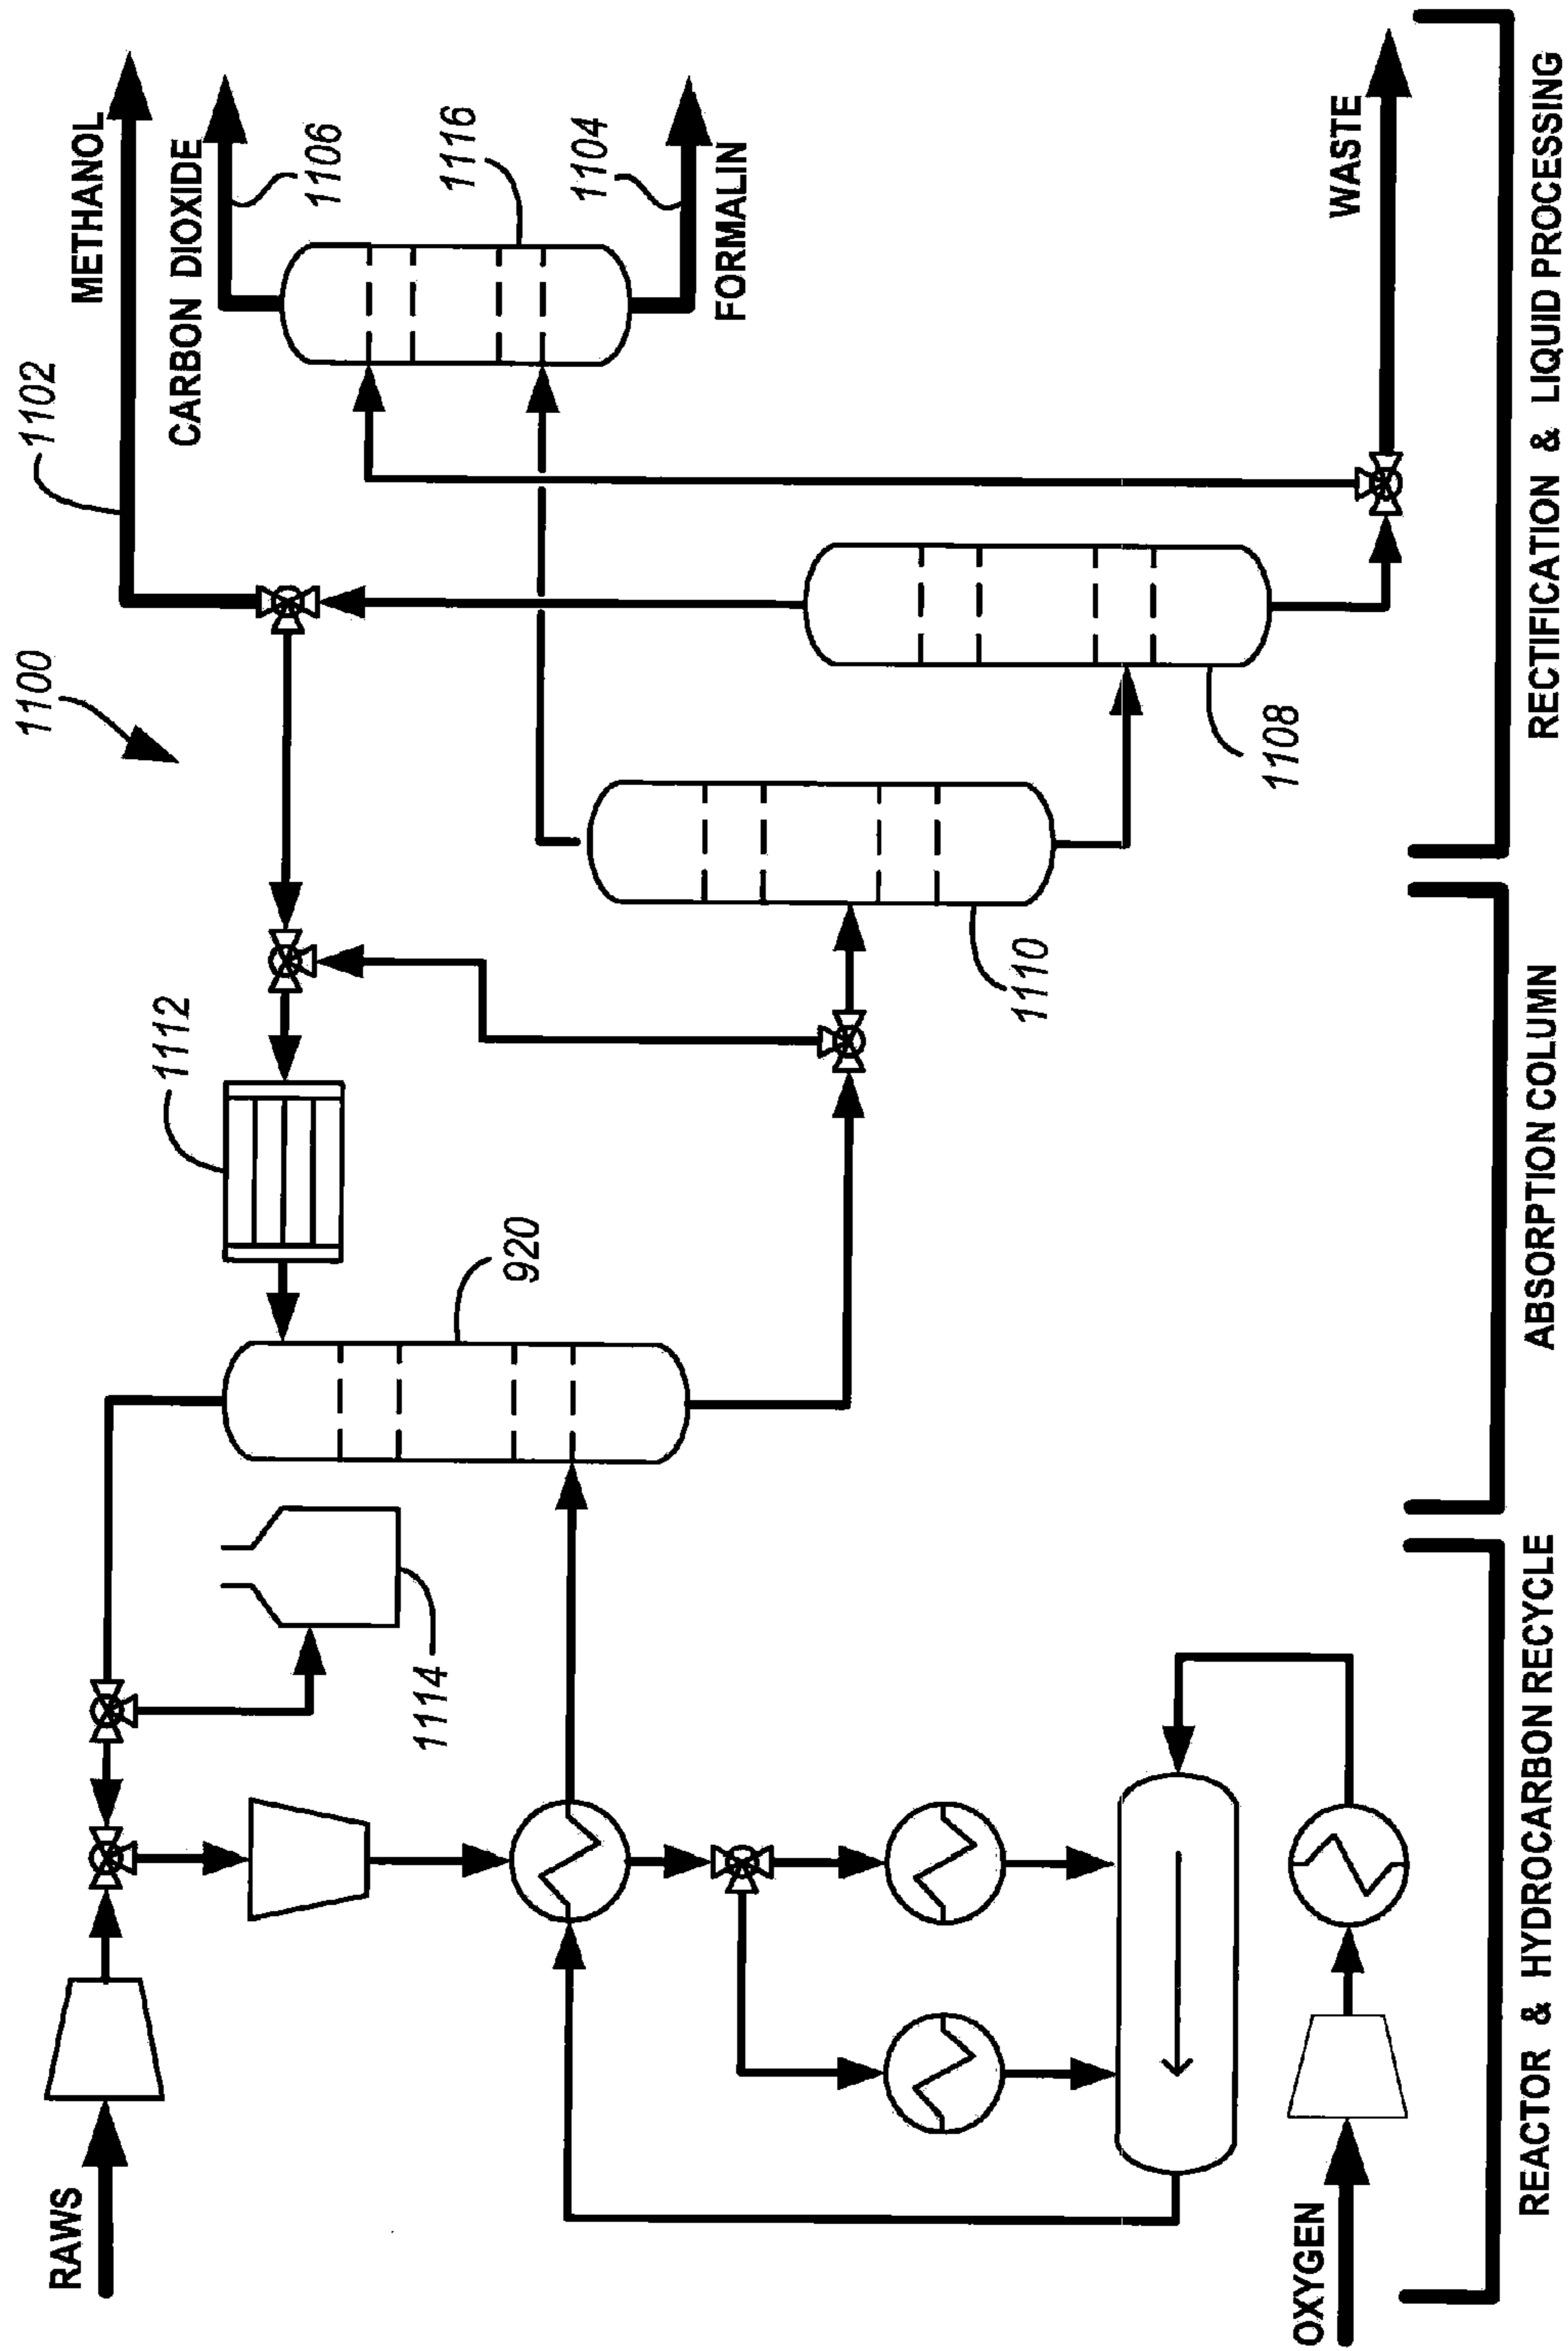 1100
METHANOL
1102
CARBON DIOXIDE
1106
1116
1104
FORMALIN
1112
920
1114
1110
1108
RAWS
OXYGEN
WASTE
REACTOR & HYDROCARBON RECYCLE
ABSORPTION COLUMN
RECTIFICATION & LIQUID PROCESSING